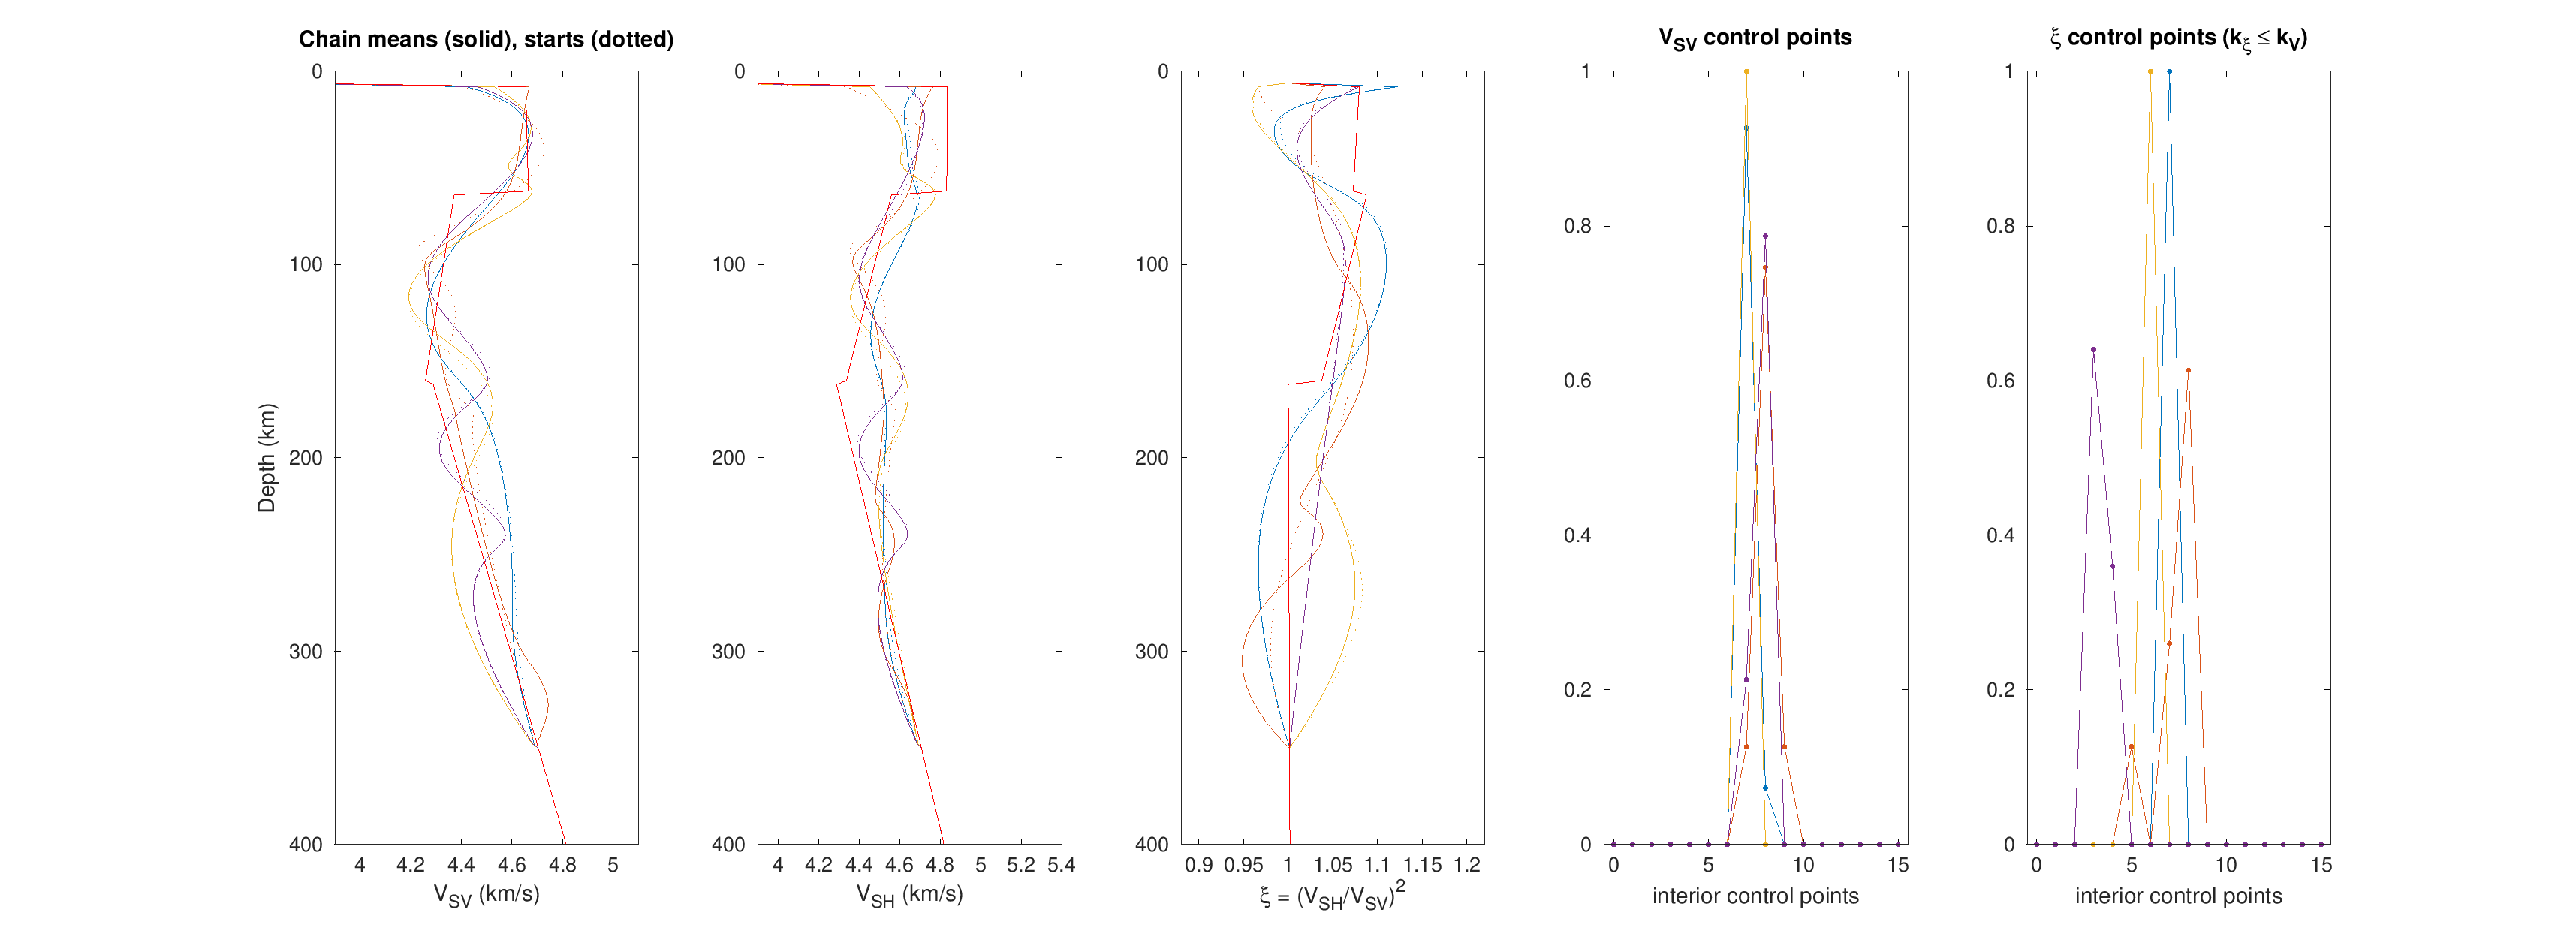 Chain means (solid), starts (dotted)
0
100
200
300
400
Depth (km)
4 4.2 4.4 4.6 4.8 5
V_SV (km/s)
0
100
200
300
400
4 4.2 4.4 4.6 4.8 5 5.2 5.4
V_SH (km/s)
0
100
200
300
400
0.9 0.95 1 1.05 1.1 1.15 1.2
ξ = (V_SH/V_SV)^2
V_SV control points
1
0.8
0.6
0.4
0.2
0
0 5 10 15
interior control points
ξ control points (k_ξ ≤ k_V)
1
0.8
0.6
0.4
0.2
0
0 5 10 15
interior control points